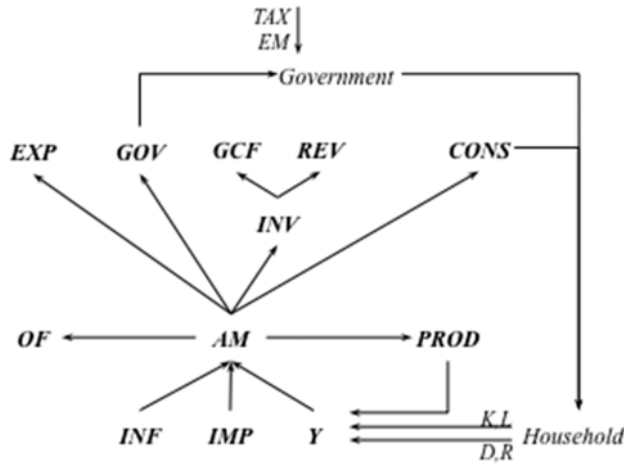 TAX
EM
Government
EXP GOV GCF REV CONS
INV
OF AM PROD
K,L
INF IMP Y Household
D,R